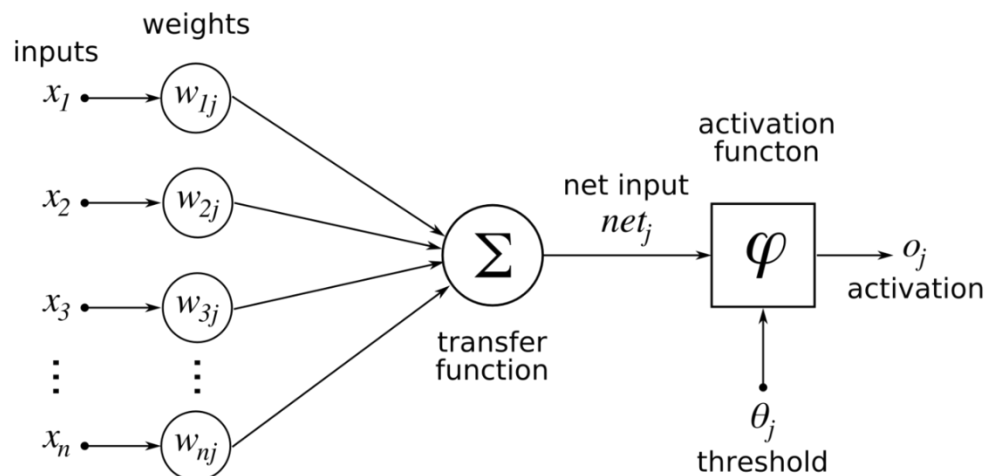 inputs
weights
x1
w1j
x2
w2j
x3
w3j
⋮ ⋮
xn
wnj
Σ
transfer
function
net input
netj
activation
functon
φ
oj
activation
θj
threshold